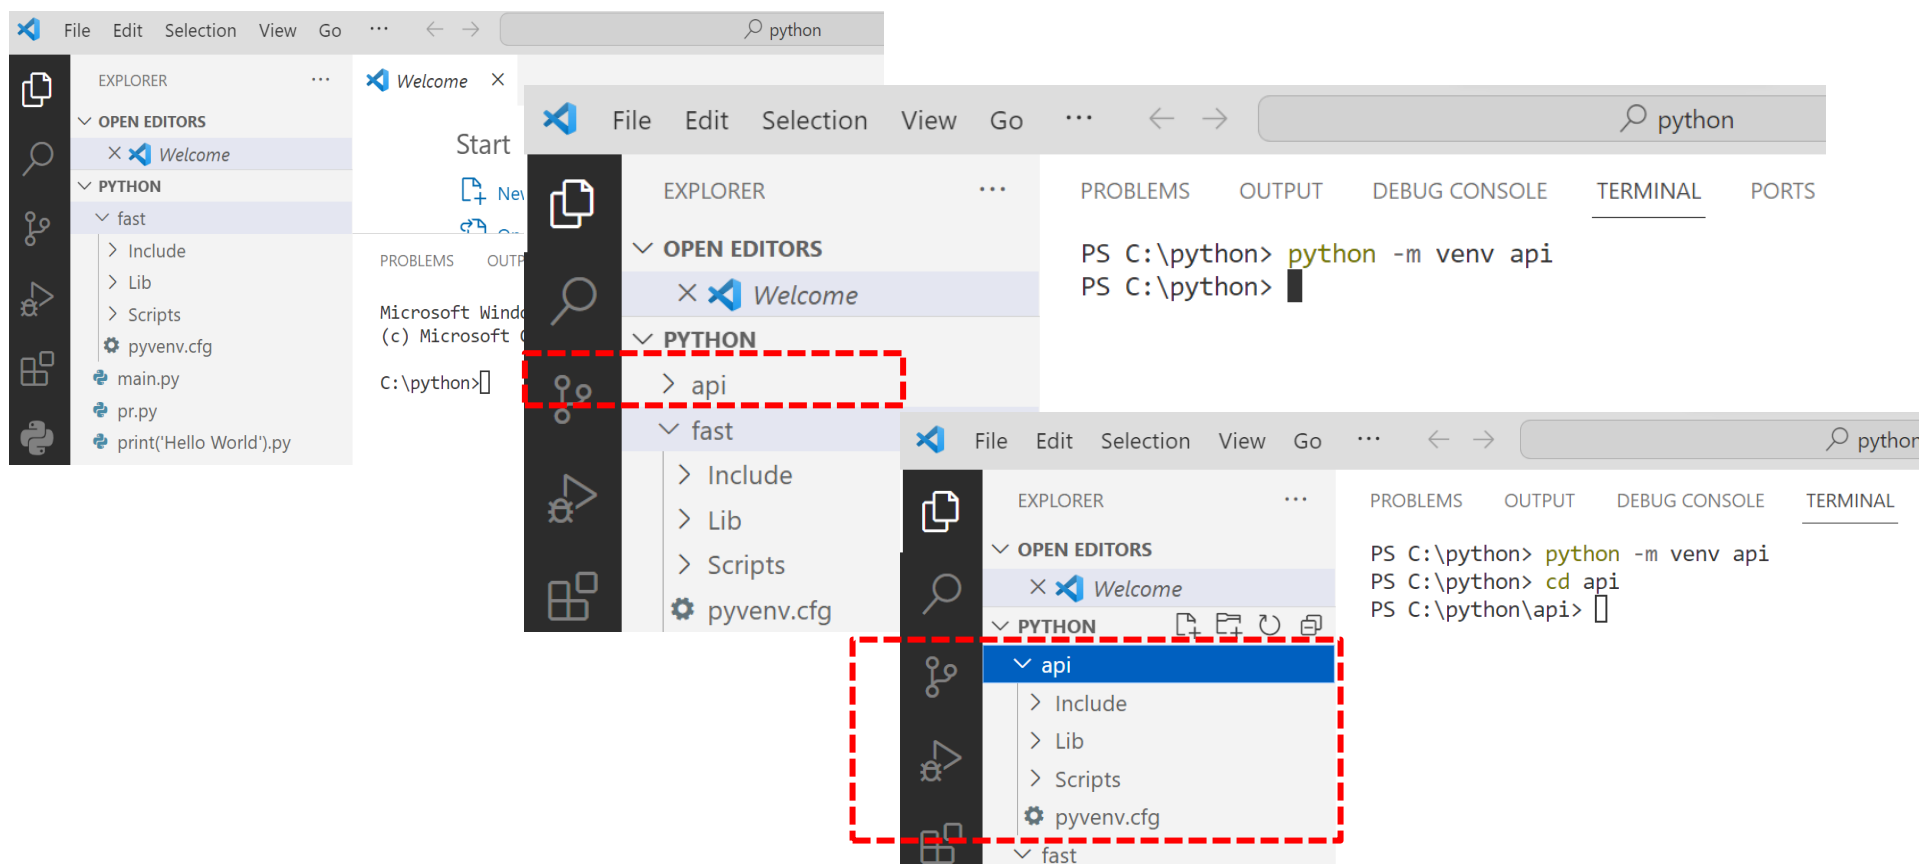 File Edit Selection View Go ··· python
EXPLORER ···
Welcome
OPEN EDITORS
Welcome
PYTHON
fast
Include
Lib
Scripts
pyvenv.cfg
main.py
pr.py
print('Hello World').py
Start
PROBLEMS
(c) Microsoft
C:\python>
File Edit Selection View Go ··· python
EXPLORER ···
OPEN EDITORS
Welcome
PYTHON
api
fast
Include
Lib
Scripts
pyvenv.cfg
PROBLEMS OUTPUT DEBUG CONSOLE TERMINAL PORTS
PS C:\python> python -m venv api
PS C:\python>
File Edit Selection View Go ··· python
EXPLORER ···
OPEN EDITORS
Welcome
PYTHON
api
Include
Lib
Scripts
pyvenv.cfg
fast
PROBLEMS OUTPUT DEBUG CONSOLE TERMINAL
PS C:\python> python -m venv api
PS C:\python> cd api
PS C:\python\api>